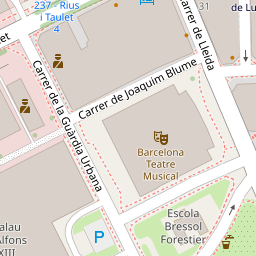 237 - Rius
i Taulet
4
et
Carrer de Lleida
31
de Lu
Carrer de Joaquim Blume
Carrer de la Guàrdia Urbana
Barcelona
Teatre
Musical
Escola
Bressol
Forestier
alau
Alfons
XIII
P